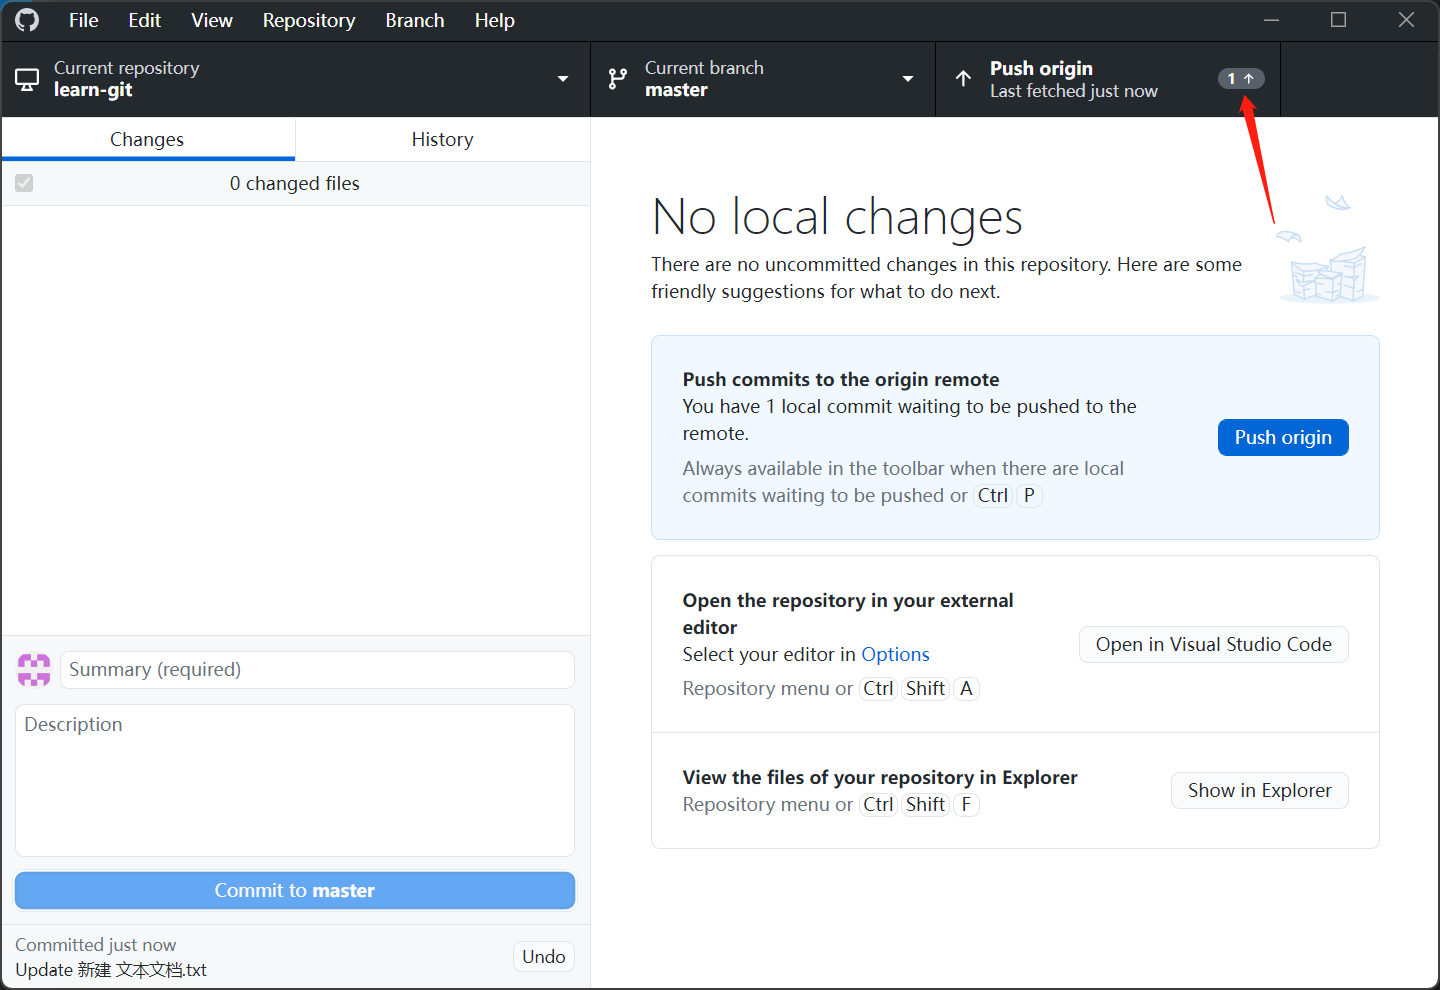 File Edit View Repository Branch Help
Current repository
learn-git
Current branch
master
Push origin
Last fetched just now
1
Changes
History
0 changed files
No local changes
There are no uncommitted changes in this repository. Here are some
friendly suggestions for what to do next.
Push commits to the origin remote
You have 1 local commit waiting to be pushed to the
remote.
Always available in the toolbar when there are local
commits waiting to be pushed or Ctrl P
Push origin
Open the repository in your external
editor
Select your editor in Options
Repository menu or Ctrl Shift A
Open in Visual Studio Code
View the files of your repository in Explorer
Repository menu or Ctrl Shift F
Show in Explorer
Summary (required)
Description
Commit to master
Committed just now
Update 新建 文本文档.txt
Undo